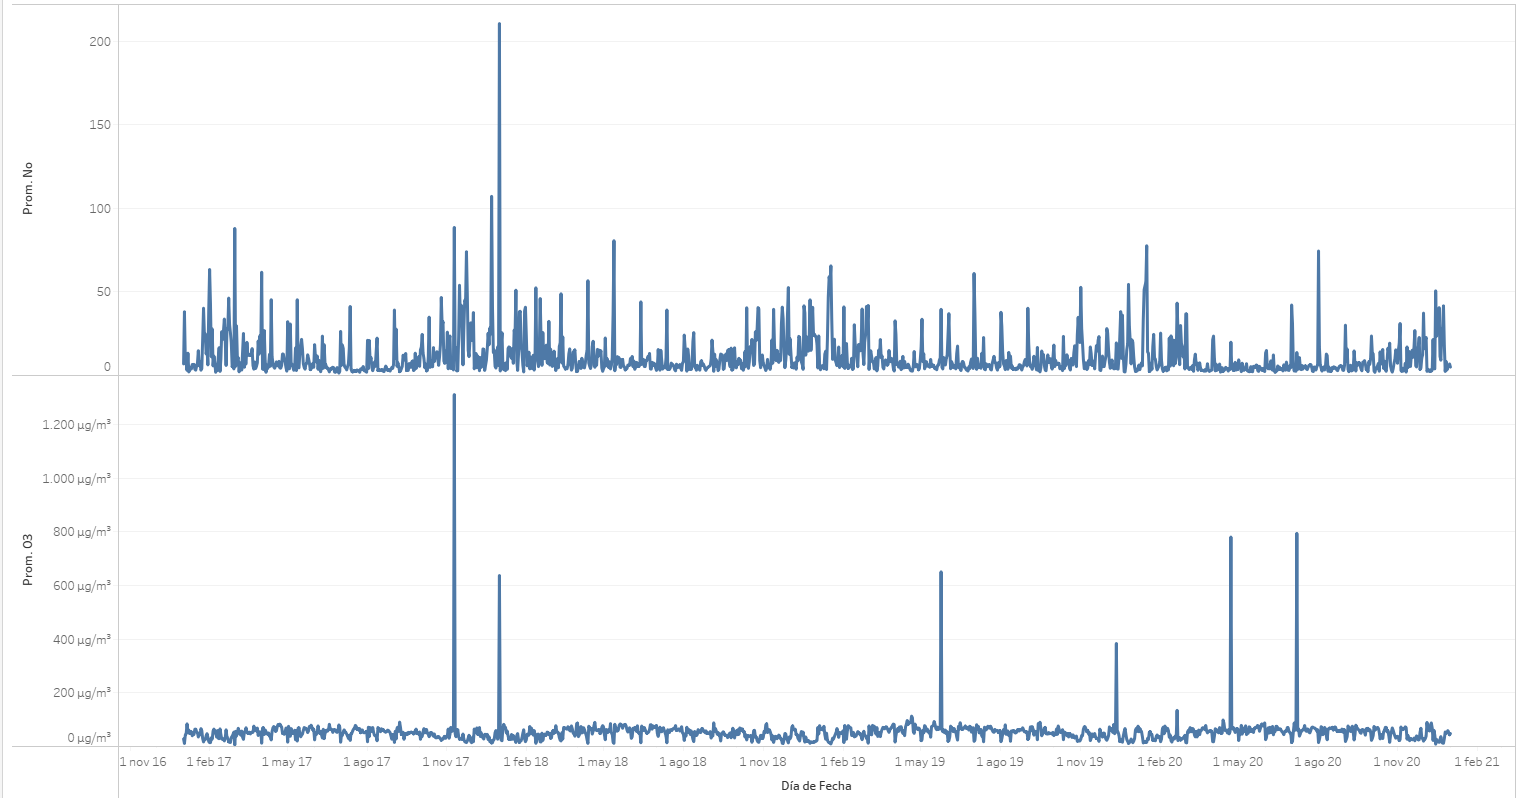 200
150
100
50
0
Prom. No
1.200 µg/m³
1.000 µg/m³
800 µg/m³
600 µg/m³
400 µg/m³
200 µg/m³
0 µg/m³
Prom. O3
1 nov 16 1 feb 17 1 may 17 1 ago 17 1 nov 17 1 feb 18 1 may 18 1 ago 18 1 nov 18 1 feb 19 1 may 19 1 ago 19 1 nov 19 1 feb 20 1 may 20 1 ago 20 1 nov 20 1 feb 21
Día de Fecha